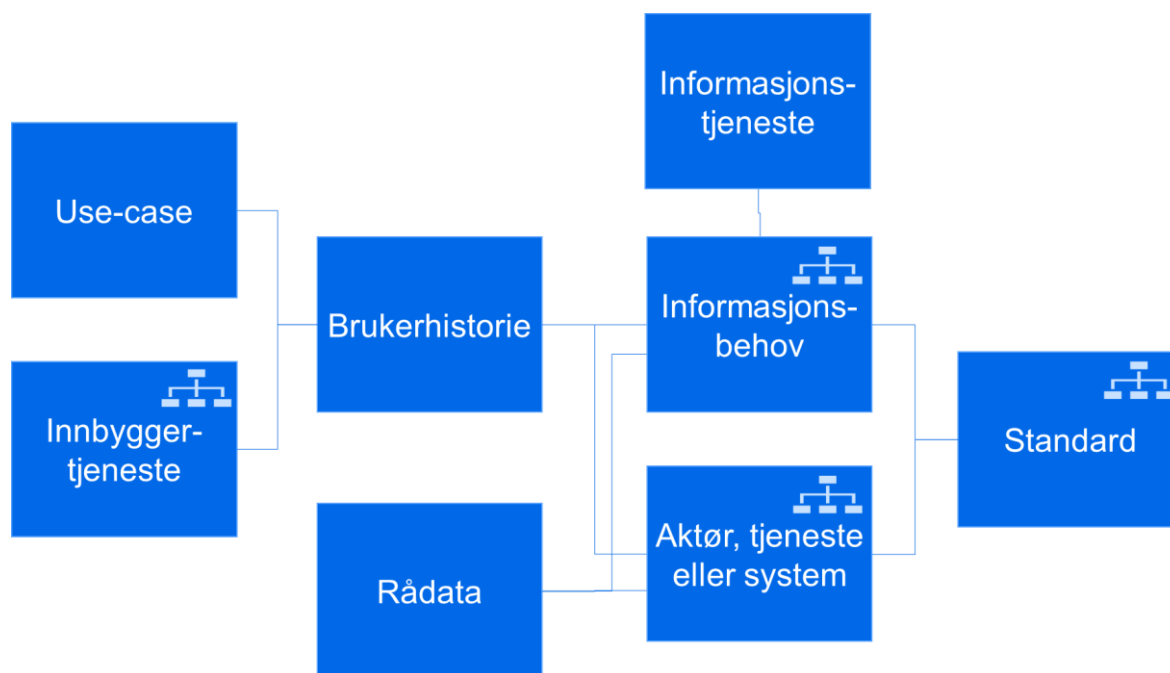 Informasjons-
tjeneste
Use-case
Brukerhistorie
Informasjons-
behov
Innbygger-
tjeneste
Standard
Rådata
Aktør, tjeneste
eller system